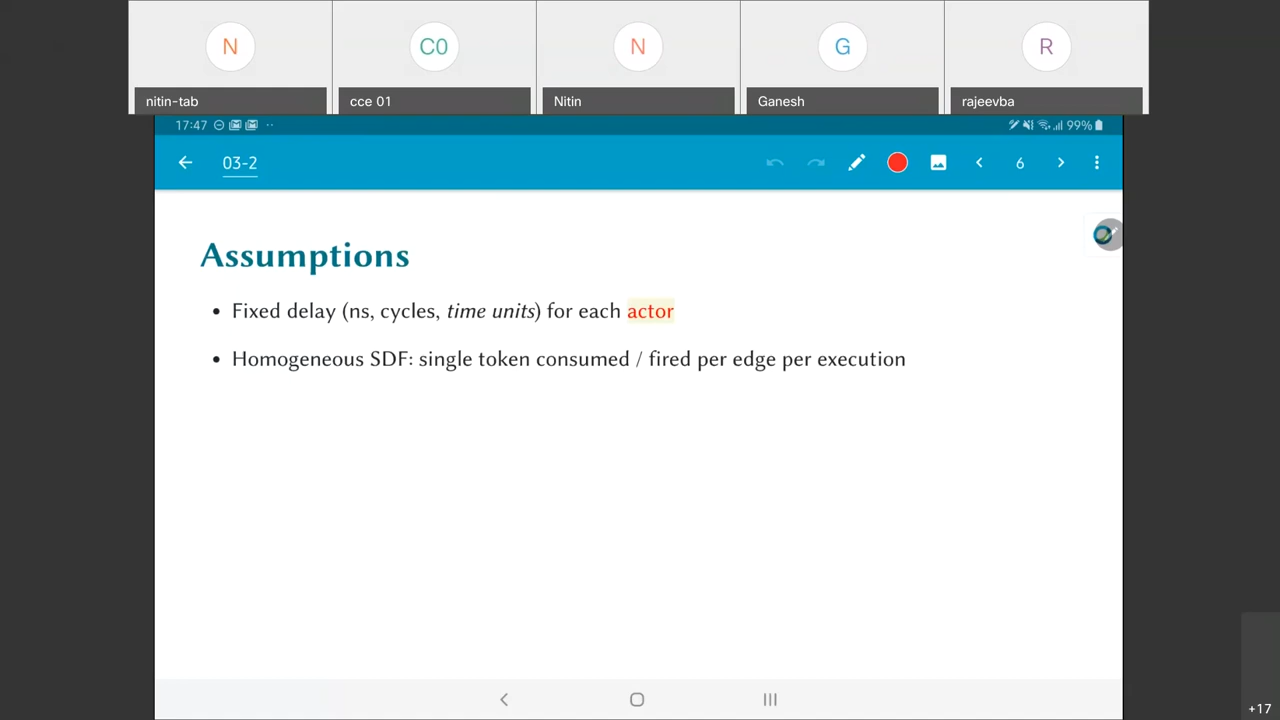 N
C0
N
G
R
nitin-tab
cce 01
Nitin
Ganesh
rajeevba
17:47
99%
03-2
6
Assumptions
• Fixed delay (ns, cycles, time units) for each actor
• Homogeneous SDF: single token consumed / fired per edge per execution
+17